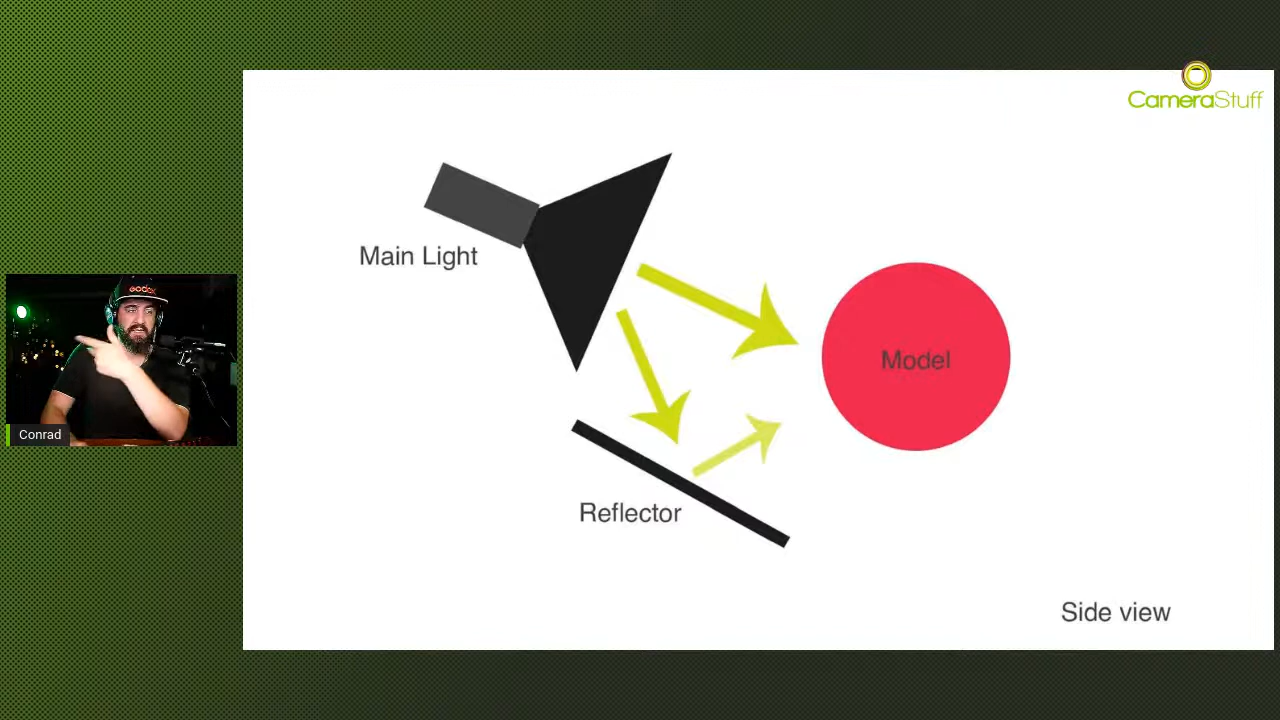 CameraStuff
Main Light
Model
GODOX
Conrad
Reflector
Side view